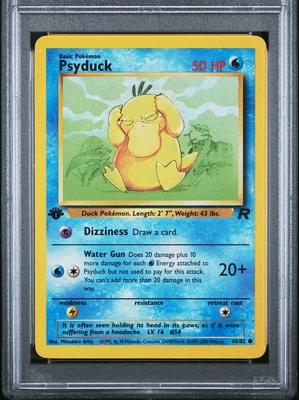 Basic Pokémon
Psyduck 50 HP
Duck Pokémon. Length: 2' 7", Weight: 43 lbs.
Dizziness Draw a card.
Water Gun Does 20 damage plus 10
more damage for each Energy attached to
Psyduck but not used to pay for this attack.
You can't add more than 20 damage in this
way.
20+
weakness resistance retreat cost
It is often seen holding its head in its paws, as if it were
suffering from a headache. LV. 16 #54
Illus. Mitsuhiro Arita
65/82